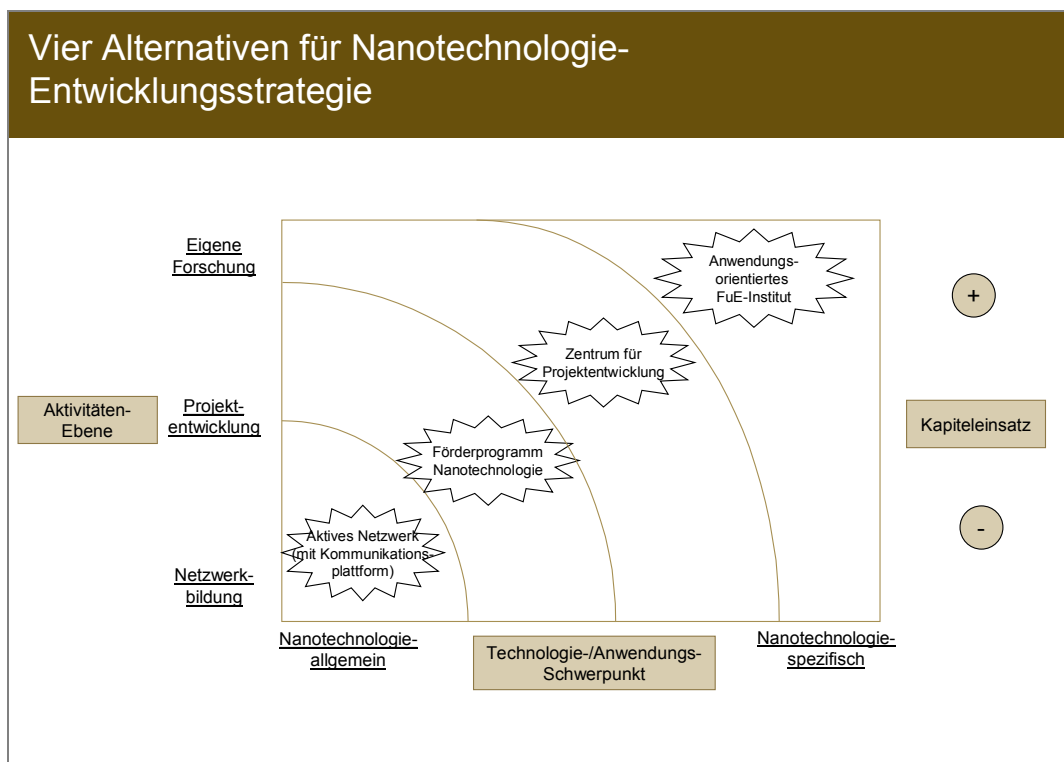 Vier Alternativen für Nanotechnologie-
Entwicklungsstrategie
Eigene
Forschung
Anwendungs-
orientiertes
FuE-Institut
+
Zentrum für
Projektentwicklung
Aktivitäten-
Ebene
Projekt-
entwicklung
Kapiteleinsatz
Förderprogramm
Nanotechnologie
Aktives Netzwerk
(mit Kommunikations-
plattform)
-
Netzwerk-
bildung
Nanotechnologie-
allgemein
Technologie-/Anwendungs-
Schwerpunkt
Nanotechnologie-
spezifisch